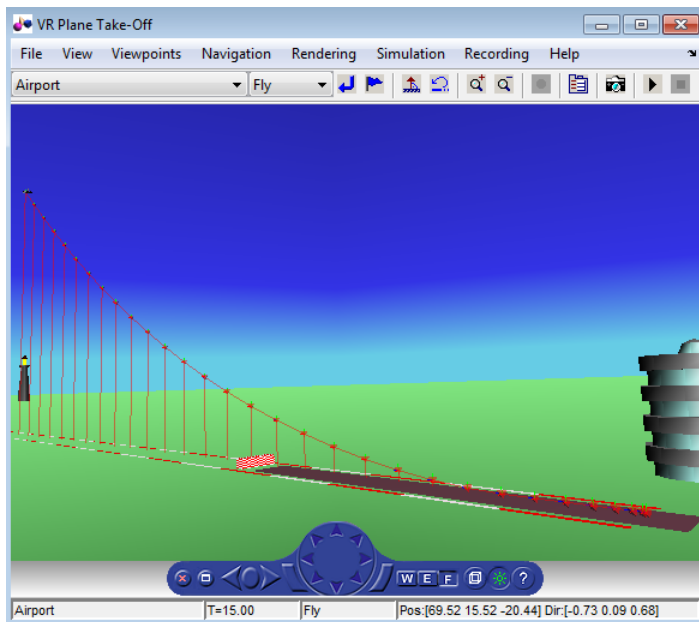 VR Plane Take-Off
File View Viewpoints Navigation Rendering Simulation Recording Help
Airport Fly
W E F ?
Airport T=15.00 Fly Pos:[69.52 15.52 -20.44] Dir:[-0.73 0.09 0.68]